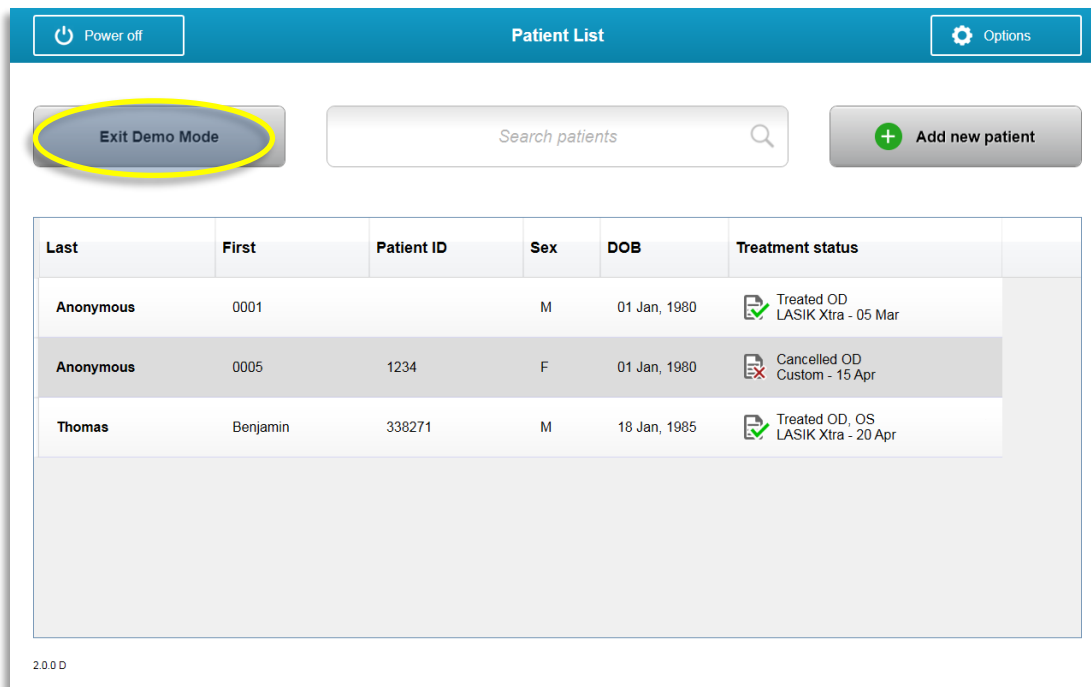 Power off
Patient List
Options
Exit Demo Mode
Search patients
Add new patient
Last First Patient ID Sex DOB Treatment status
Anonymous 0001 M 01 Jan, 1980 Treated OD
LASIK Xtra - 05 Mar
Anonymous 0005 1234 F 01 Jan, 1980 Cancelled OD
Custom - 15 Apr
Thomas Benjamin 338271 M 18 Jan, 1985 Treated OD, OS
LASIK Xtra - 20 Apr
2.0.0 D